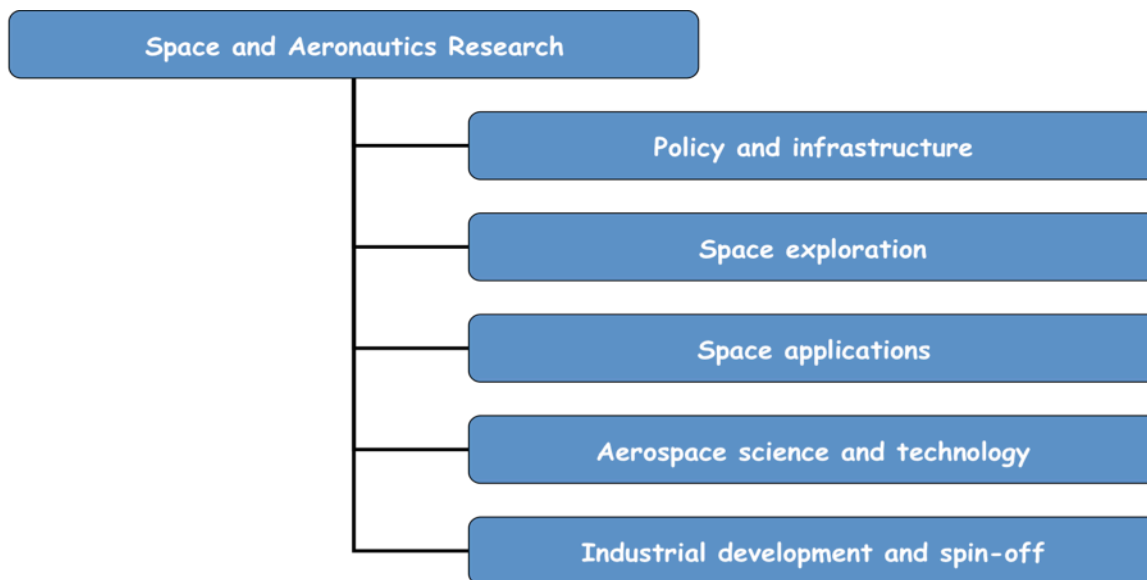 Space and Aeronautics Research
Policy and infrastructure
Space exploration
Space applications
Aerospace science and technology
Industrial development and spin-off